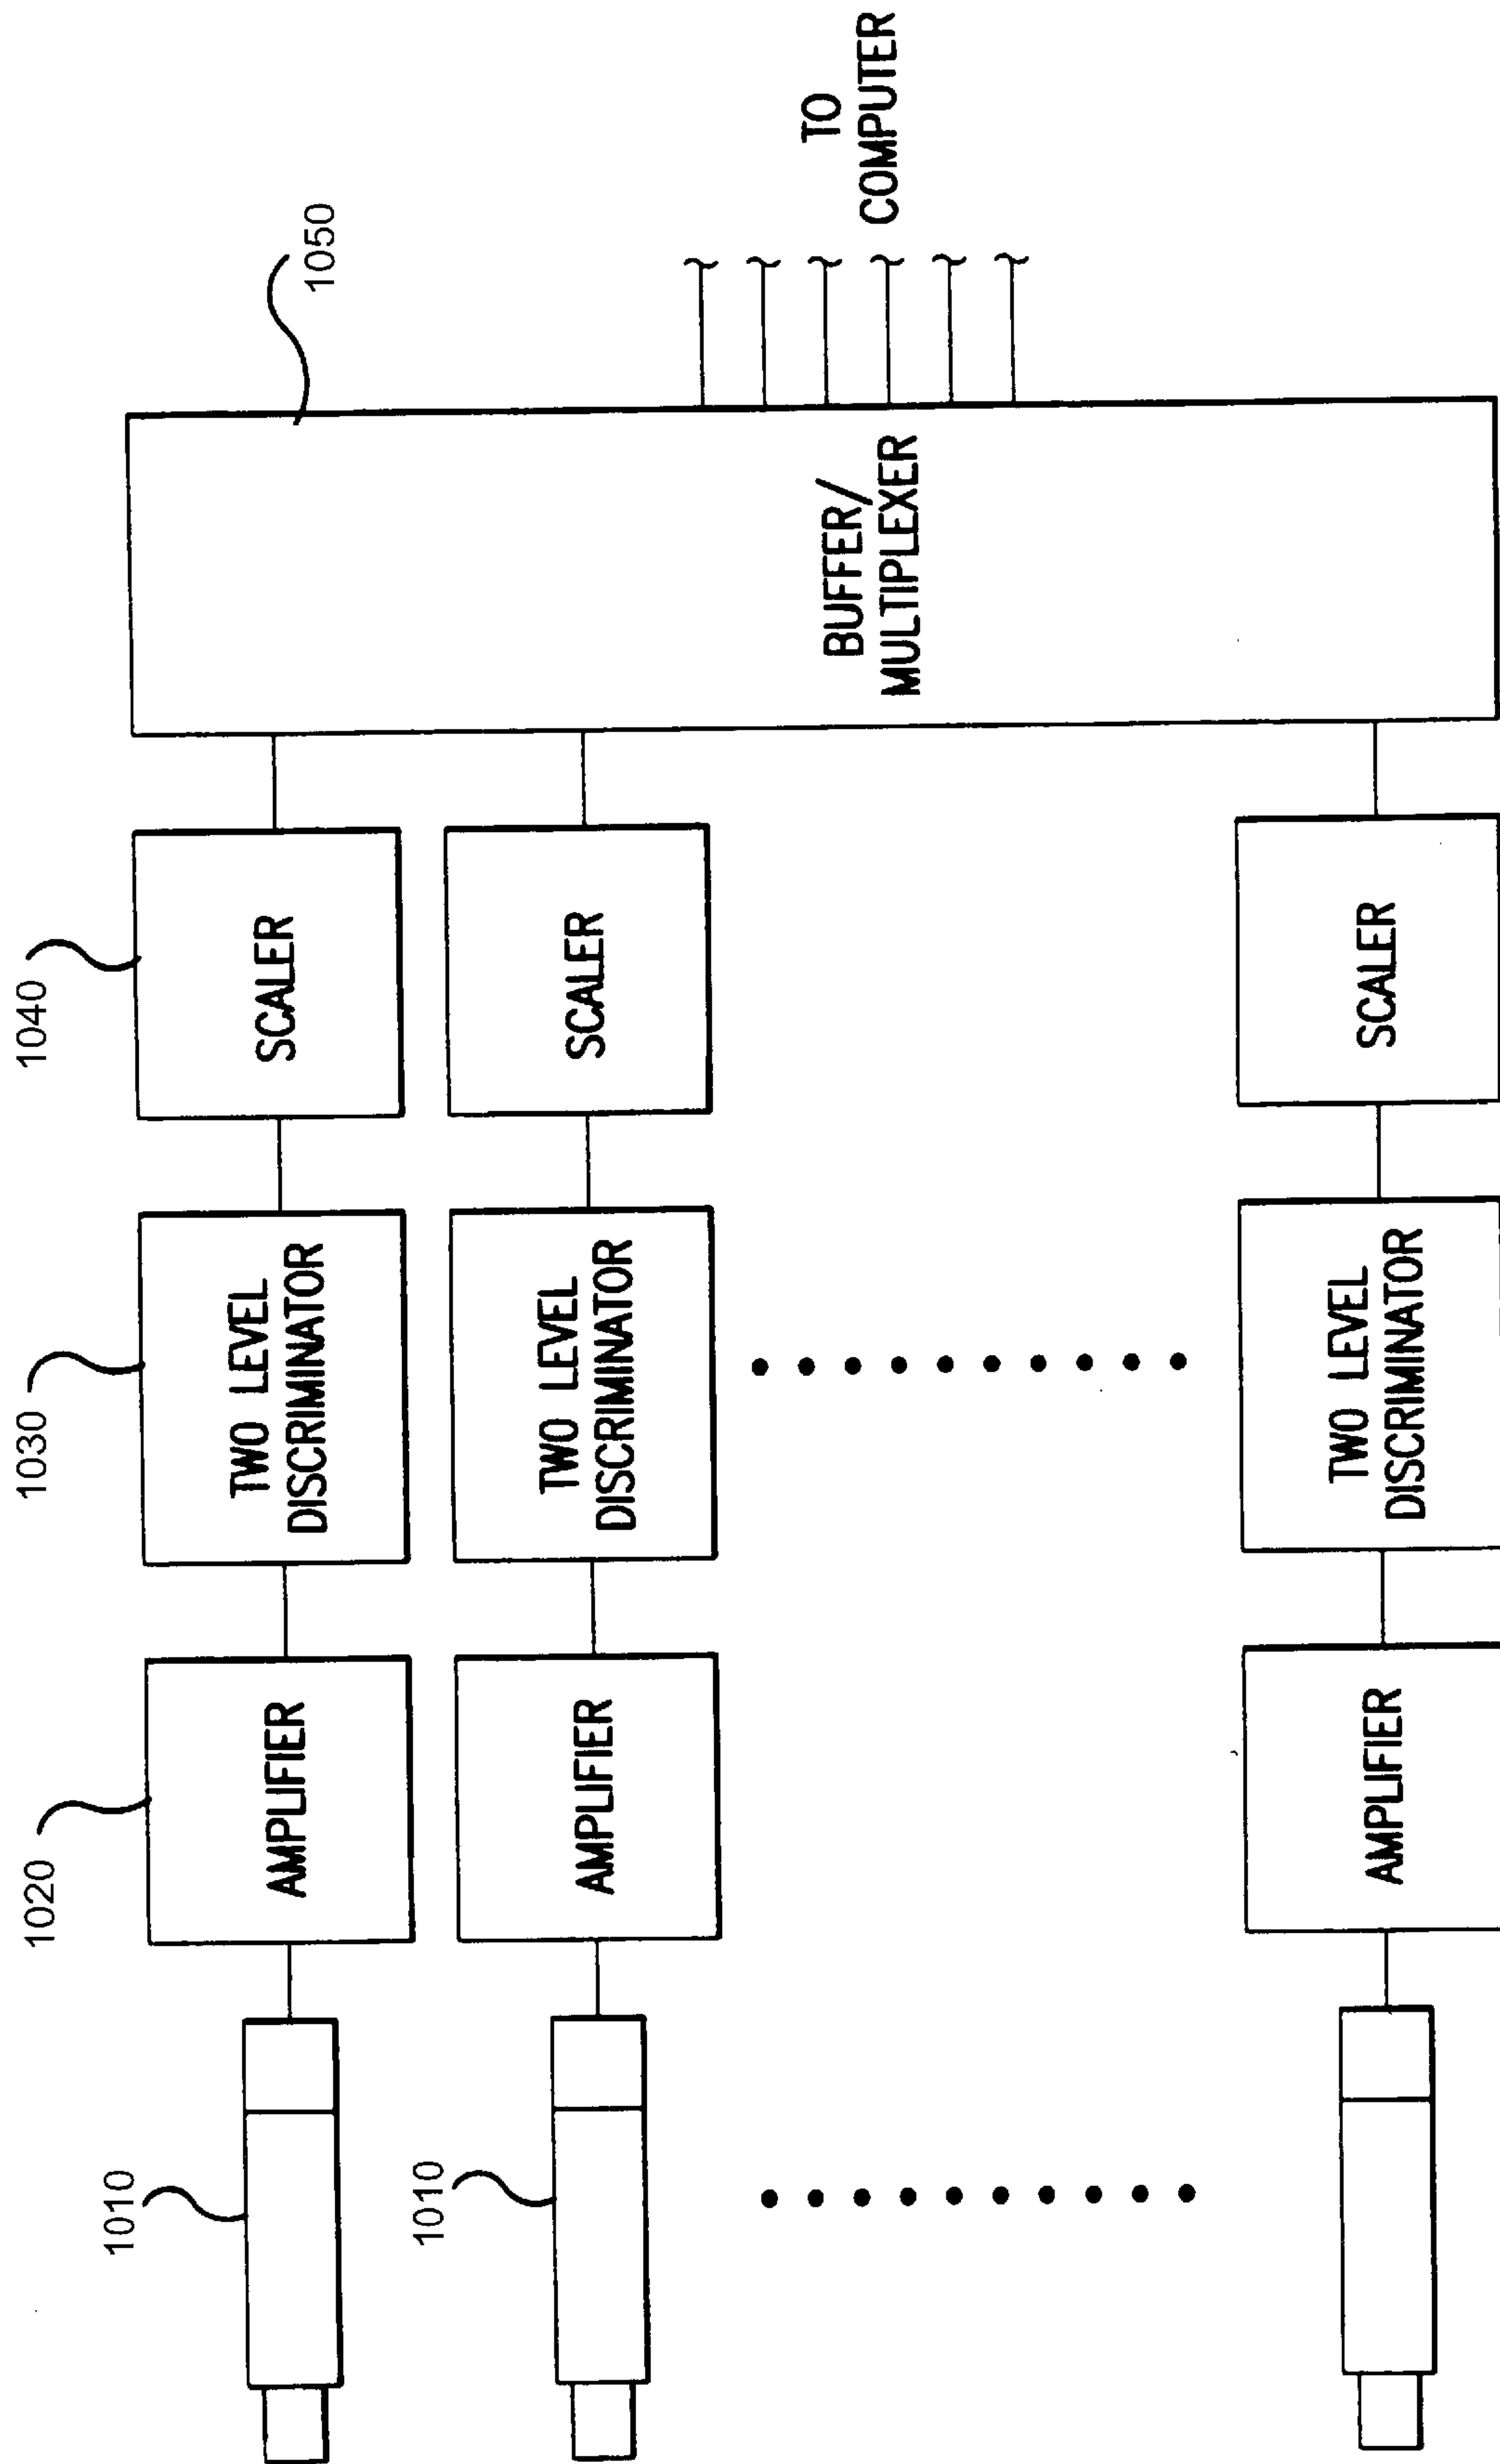 1010
1020
1030
1040
1050
AMPLIFIER
TWO LEVEL
DISCRIMINATOR
SCALER
1010
AMPLIFIER
TWO LEVEL
DISCRIMINATOR
SCALER
BUFFER/
MULTIPLEXER
TO
COMPUTER
AMPLIFIER
TWO LEVEL
DISCRIMINATOR
SCALER